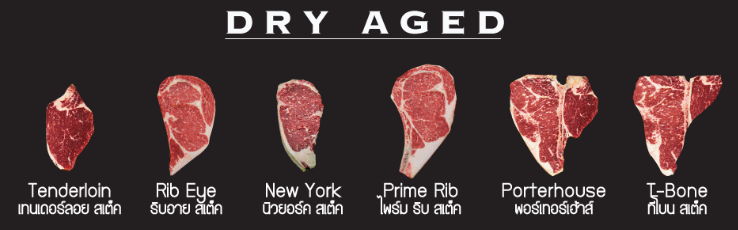 DRY AGED
Tenderloin
เทนเดอร์ลอย สเต๊ค
Rib Eye
ริบอาย สเต๊ค
New York
นิวยอร์ค สเต๊ค
Prime Rib
ไพร์ม ริบ สเต๊ค
Porterhouse
พอร์เทอร์เฮ้าส์
T-Bone
ทีโบน สเต๊ค